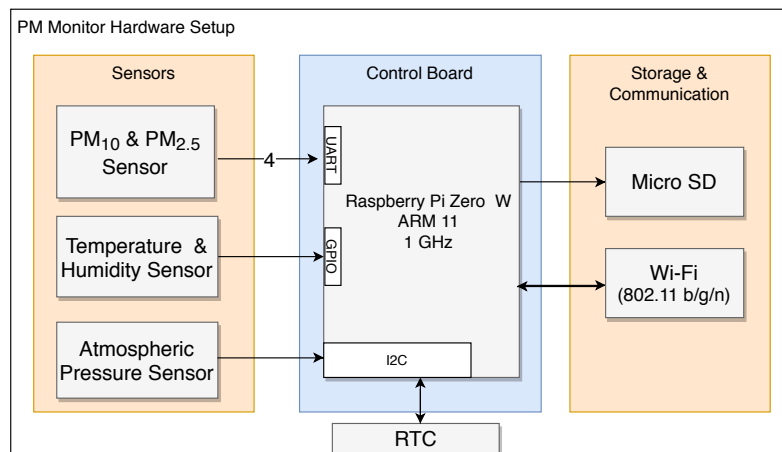 PM Monitor Hardware Setup
Sensors
PM10 & PM2.5
Sensor
4
Temperature &
Humidity Sensor
Atmospheric
Pressure Sensor
Control Board
UART
Raspberry Pi Zero W
ARM 11
1 GHz
GPIO
I2C
RTC
Storage &
Communication
Micro SD
Wi-Fi
(802.11 b/g/n)